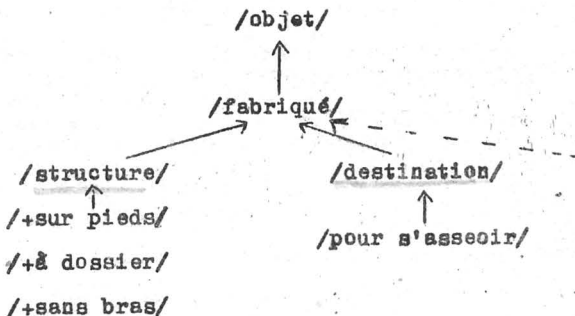 /objet/
/fabriqué/
/structure/ /destination/
/+sur pieds/
/pour s'asseoir/
/+à dossier/
/+sans bras/